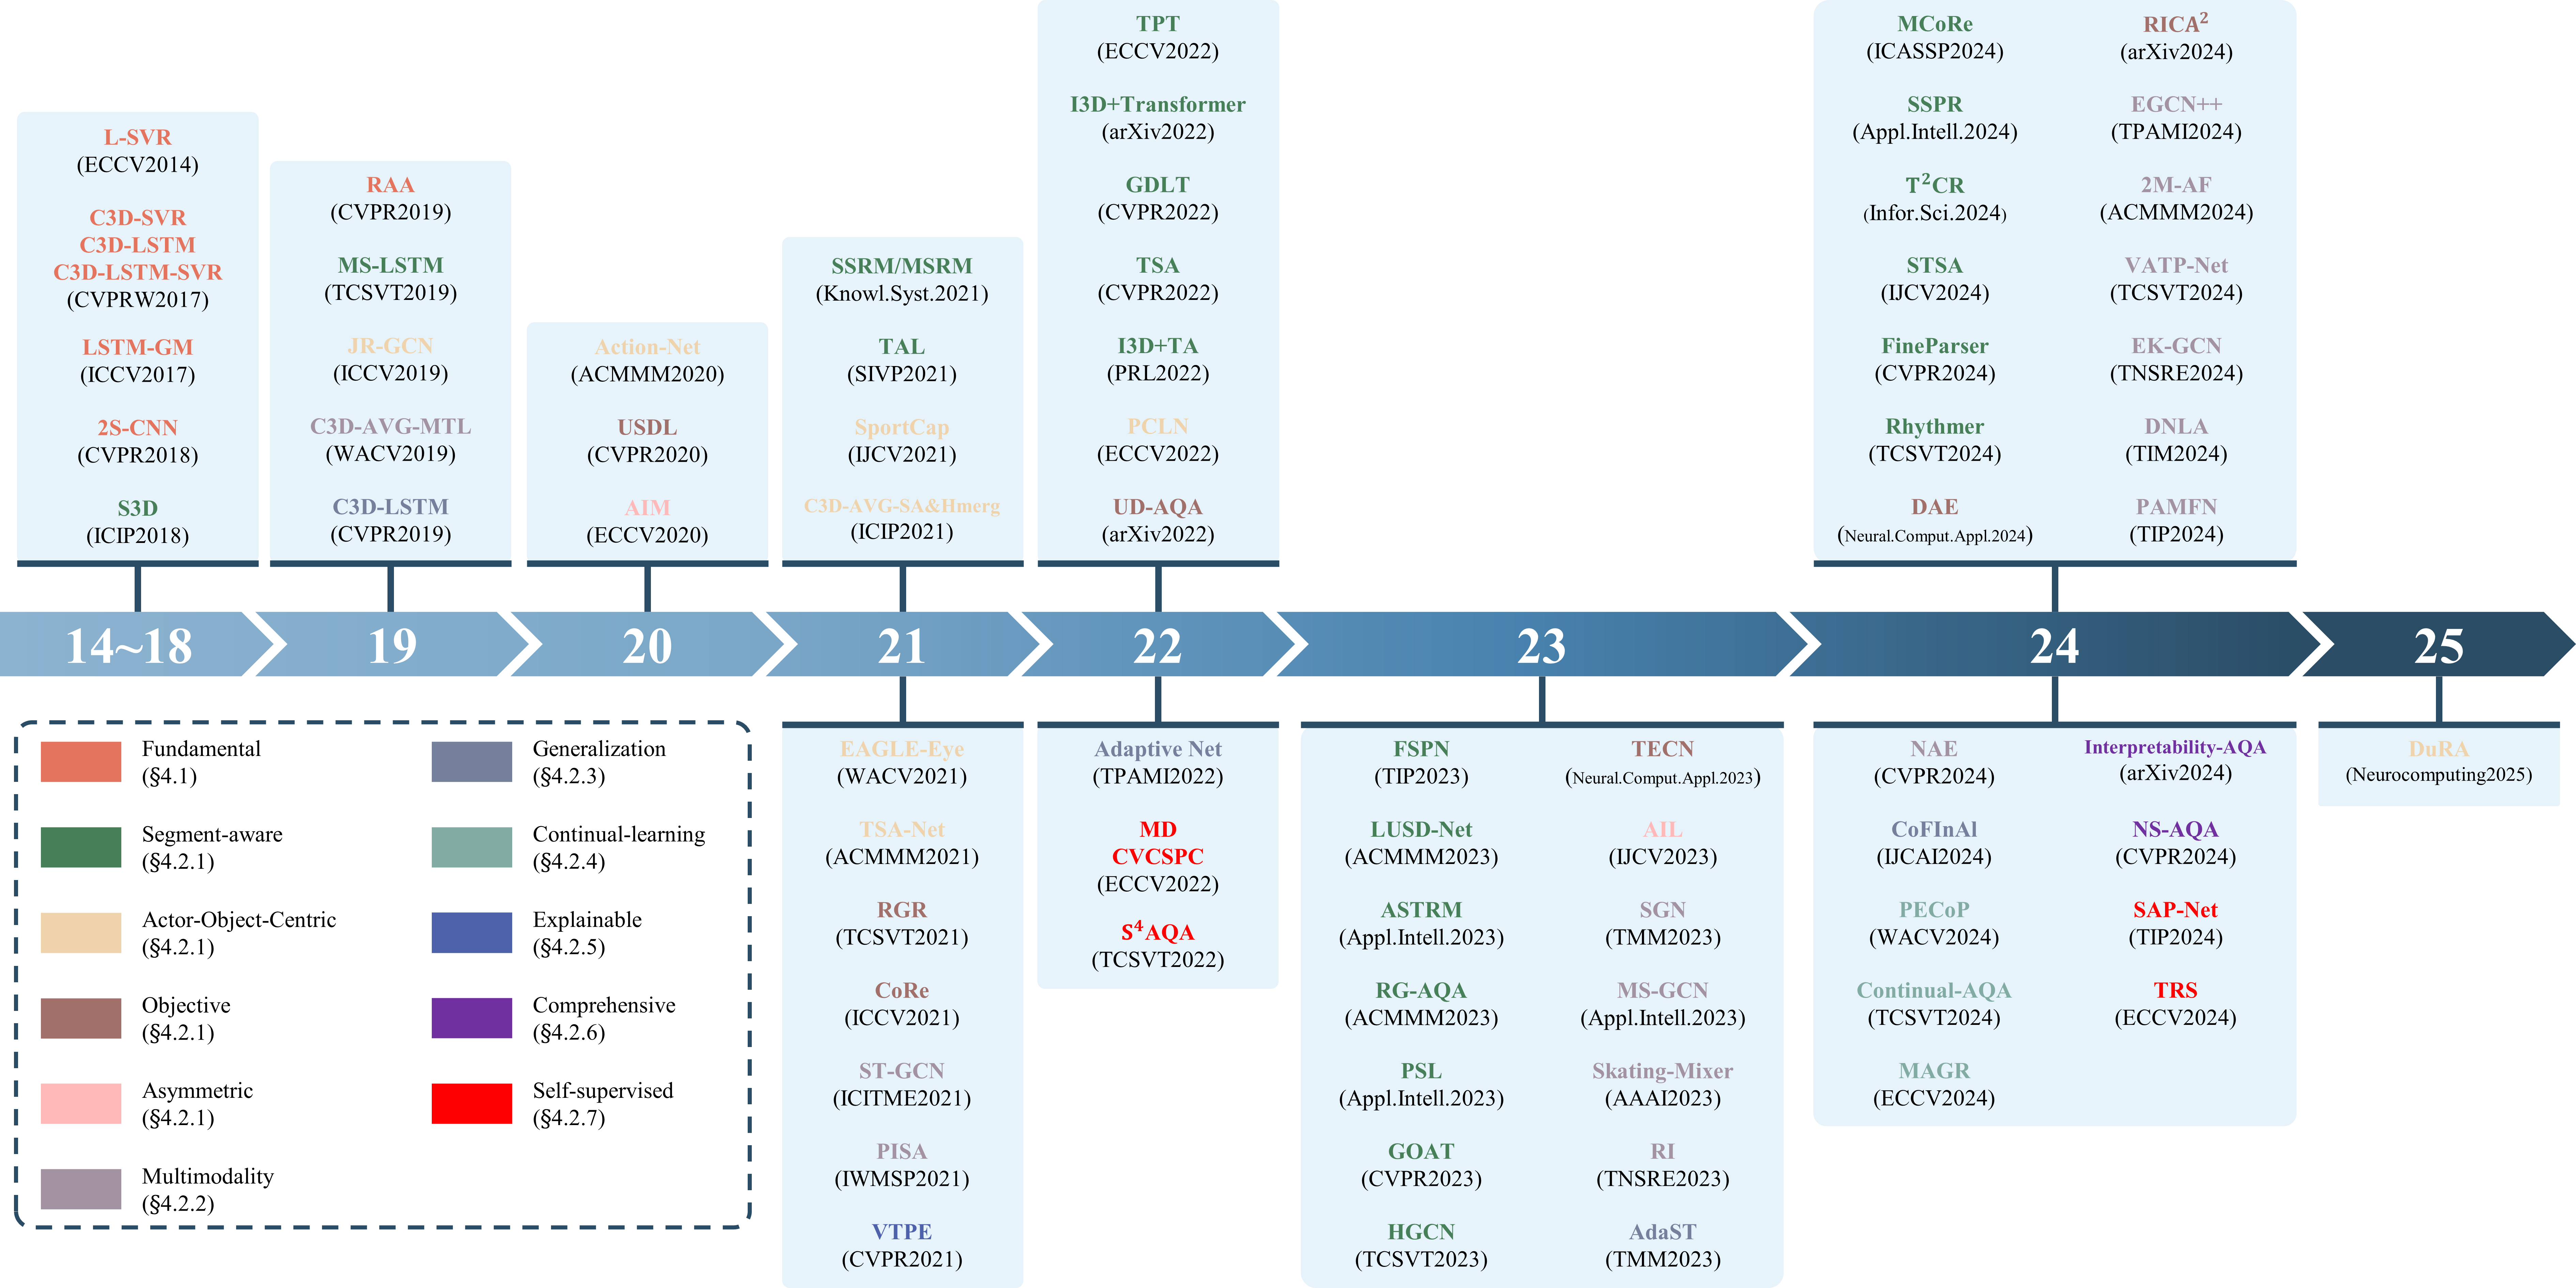 L-SVR
(ECCV2014)
C3D-SVR
C3D-LSTM
C3D-LSTM-SVR
(CVPRW2017)
LSTM-GM
(ICCV2017)
2S-CNN
(CVPR2018)
S3D
(ICIP2018)
RAA
(CVPR2019)
MS-LSTM
(TCSVT2019)
JR-GCN
(ICCV2019)
C3D-AVG-MTL
(WACV2019)
C3D-LSTM
(CVPR2019)
Action-Net
(ACMMM2020)
USDL
(CVPR2020)
AIM
(ECCV2020)
SSRM/MSRM
(Knowl.Syst.2021)
TAL
(SIVP2021)
SportCap
(IJCV2021)
C3D-AVG-SA&Hmerg
(ICIP2021)
TPT
(ECCV2022)
I3D+Transformer
(arXiv2022)
GDLT
(CVPR2022)
TSA
(CVPR2022)
I3D+TA
(PRL2022)
PCLN
(ECCV2022)
UD-AQA
(arXiv2022)
MCoRe
(ICASSP2024)
SSPR
(Appl.Intell.2024)
T²CR
(Infor.Sci.2024)
STSA
(IJCV2024)
FineParser
(CVPR2024)
Rhythmer
(TCSVT2024)
DAE
(Neural.Comput.Appl.2024)
RICA²
(arXiv2024)
EGCN++
(TPAMI2024)
2M-AF
(ACMMM2024)
VATP-Net
(TCSVT2024)
EK-GCN
(TNSRE2024)
DNLA
(TIM2024)
PAMFN
(TIP2024)
14~18
19
20
21
22
23
24
25
Fundamental
(§4.1)
Segment-aware
(§4.2.1)
Actor-Object-Centric
(§4.2.1)
Objective
(§4.2.1)
Asymmetric
(§4.2.1)
Multimodality
(§4.2.2)
Generalization
(§4.2.3)
Continual-learning
(§4.2.4)
Explainable
(§4.2.5)
Comprehensive
(§4.2.6)
Self-supervised
(§4.2.7)
EAGLE-Eye
(WACV2021)
TSA-Net
(ACMMM2021)
RGR
(TCSVT2021)
CoRe
(ICCV2021)
ST-GCN
(ICITME2021)
PISA
(IWMSP2021)
VTPE
(CVPR2021)
Adaptive Net
(TPAMI2022)
MD
CVCSPC
(ECCV2022)
S⁴AQA
(TCSVT2022)
FSPN
(TIP2023)
LUSD-Net
(ACMMM2023)
ASTRM
(Appl.Intell.2023)
RG-AQA
(ACMMM2023)
PSL
(Appl.Intell.2023)
GOAT
(CVPR2023)
HGCN
(TCSVT2023)
TECN
(Neural.Comput.Appl.2023)
AIL
(IJCV2023)
SGN
(TMM2023)
MS-GCN
(Appl.Intell.2023)
Skating-Mixer
(AAAI2023)
RI
(TNSRE2023)
AdaST
(TMM2023)
NAE
(CVPR2024)
CoFInAl
(IJCAI2024)
PECoP
(WACV2024)
Continual-AQA
(TCSVT2024)
MAGR
(ECCV2024)
Interpretability-AQA
(arXiv2024)
NS-AQA
(CVPR2024)
SAP-Net
(TIP2024)
TRS
(ECCV2024)
DuRA
(Neurocomputing2025)